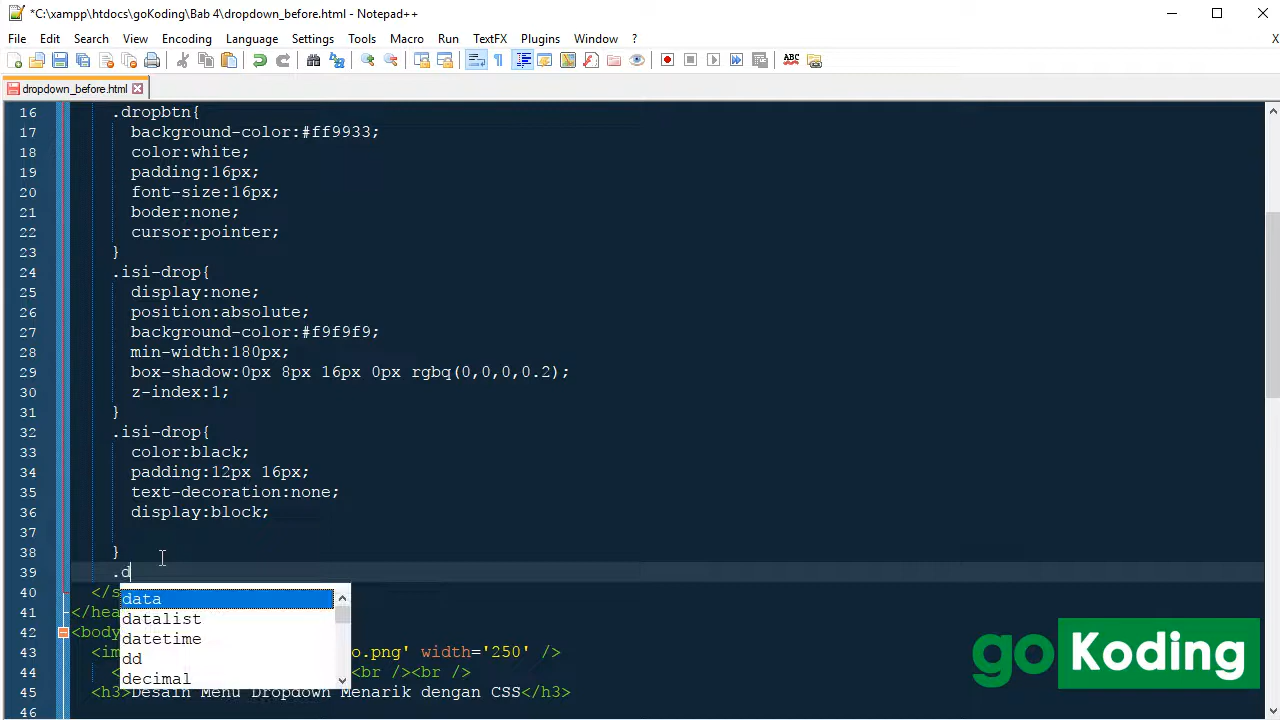 *C:\xampp\htdocs\goKoding\Bab 4\dropdown_before.html - Notepad++
File Edit Search View Encoding Language Settings Tools Macro Run TextFX Plugins Window ? X
ABC
dropdown_before.html
16 .dropbtn{
17 background-color:#ff9933;
18 color:white;
19 padding:16px;
20 font-size:16px;
21 boder:none;
22 cursor:pointer;
23 }
24 .isi-drop{
25 display:none;
26 position:absolute;
27 background-color:#f9f9f9;
28 min-width:180px;
29 box-shadow:0px 8px 16px 0px rgbq(0,0,0,0.2);
30 z-index:1;
31 }
32 .isi-drop{
33 color:black;
34 padding:12px 16px;
35 text-decoration:none;
36 display:block;
37
38 }
39 .d
40 </s
data
41 </hea
datalist
42 <body
datetime
dd
43 <im o.png' width='250' />
44 < <br /><br />
decimal
45 <h3>Desain Menu Dropdown Menarik dengan CSS</h3>
46
go Koding